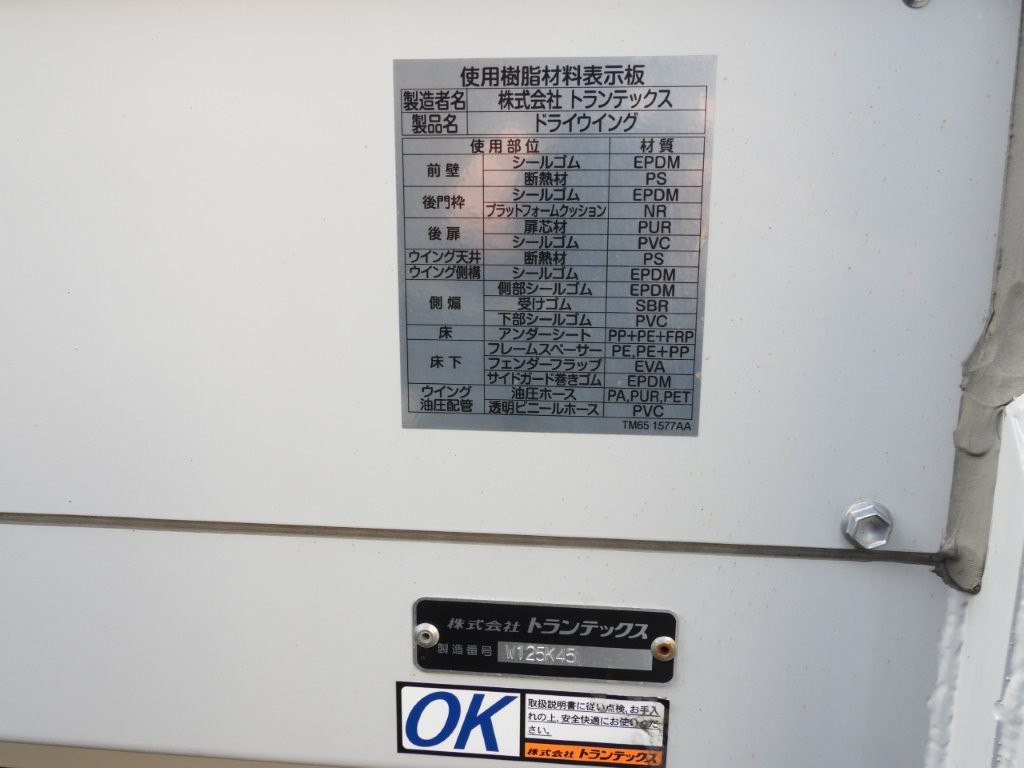 使用樹脂材料表示板
製造者名 株式会社 トランテックス
製品名 ドライウイング
使用部位 材質
前壁 シールゴム EPDM
断熱材 PS
後門枠 シールゴム EPDM
プラットフォームクッション NR
後扉 扉芯材 PUR
シールゴム PVC
ウイング天井 断熱材 PS
ウイング側構 シールゴム EPDM
側煽 側部シールゴム EPDM
受けゴム SBR
下部シールゴム PVC
床 アンダーシート PP+PE+FRP
床下 フレームスペーサー PE,PE+PP
フェンダーフラップ EVA
サイドガード巻きゴム EPDM
ウイング 油圧ホース PA,PUR,PET
油圧配管 透明ビニールホース PVC
TM65 1577AA
株式会社 トランテックス
製造番号 W125K45
OK
取扱説明書に従い点検、お手入
れの上、安全快適にお使いくだ
さい。
株式会社 トランテックス